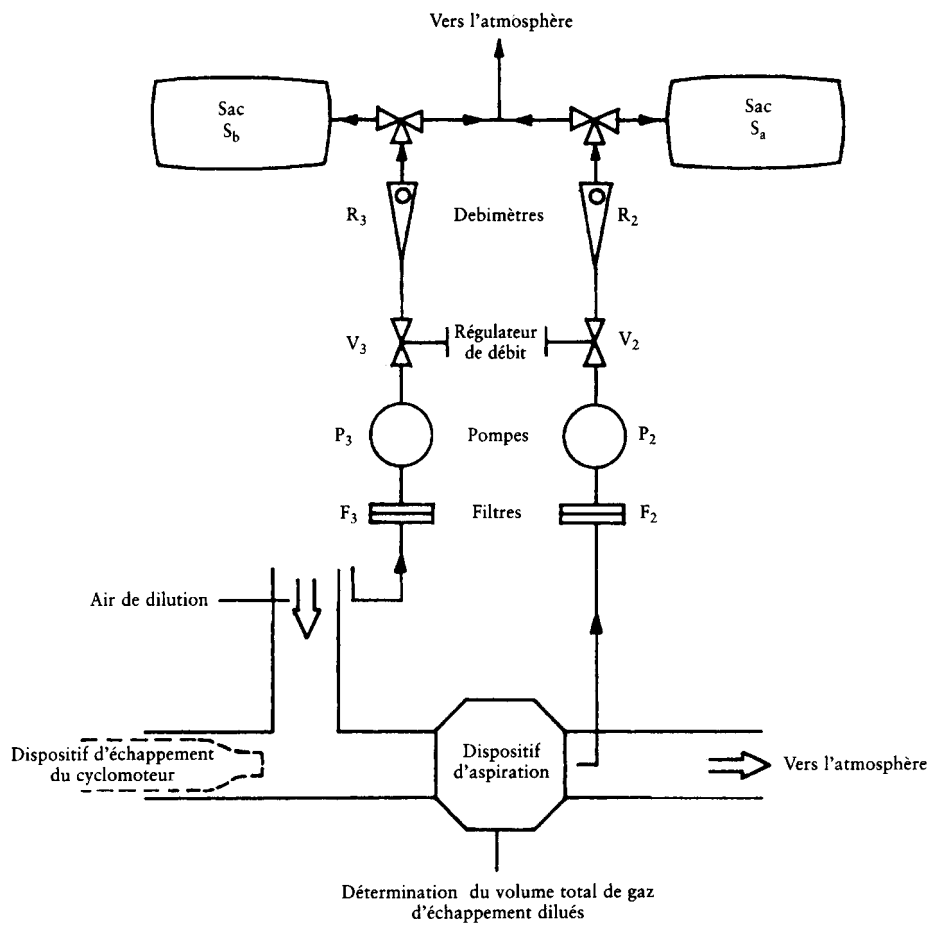 Vers l'atmosphère
Sac
S_b
Sac
S_a
R_3
Debimètres
R_2
V_3
Régulateur
de débit
V_2
P_3
Pompes
P_2
F_3
Filtres
F_2
Air de dilution
Dispositif d'échappement
du cyclomoteur
Dispositif
d'aspiration
Vers l'atmosphère
Détermination du volume total de gaz
d'échappement dilués